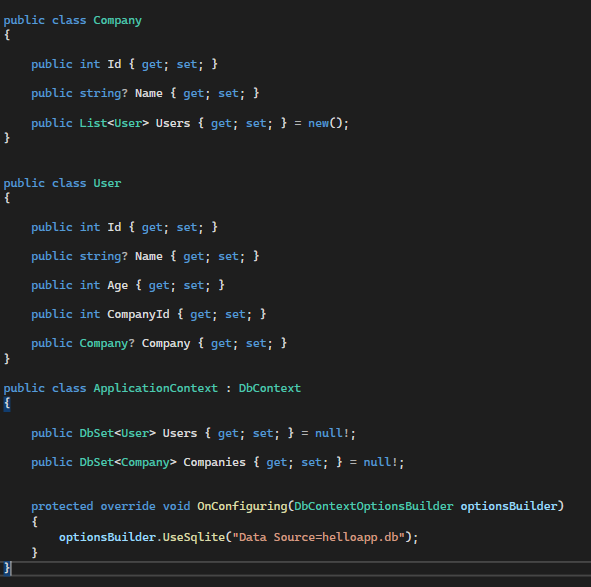 public class Company
{
public int Id { get; set; }
public string? Name { get; set; }
public List<User> Users { get; set; } = new();
}
public class User
{
public int Id { get; set; }
public string? Name { get; set; }
public int Age { get; set; }
public int CompanyId { get; set; }
public Company? Company { get; set; }
}
public class ApplicationContext : DbContext
{
public DbSet<User> Users { get; set; } = null!;
public DbSet<Company> Companies { get; set; } = null!;
protected override void OnConfiguring(DbContextOptionsBuilder optionsBuilder)
{
optionsBuilder.UseSqlite("Data Source=helloapp.db");
}
}